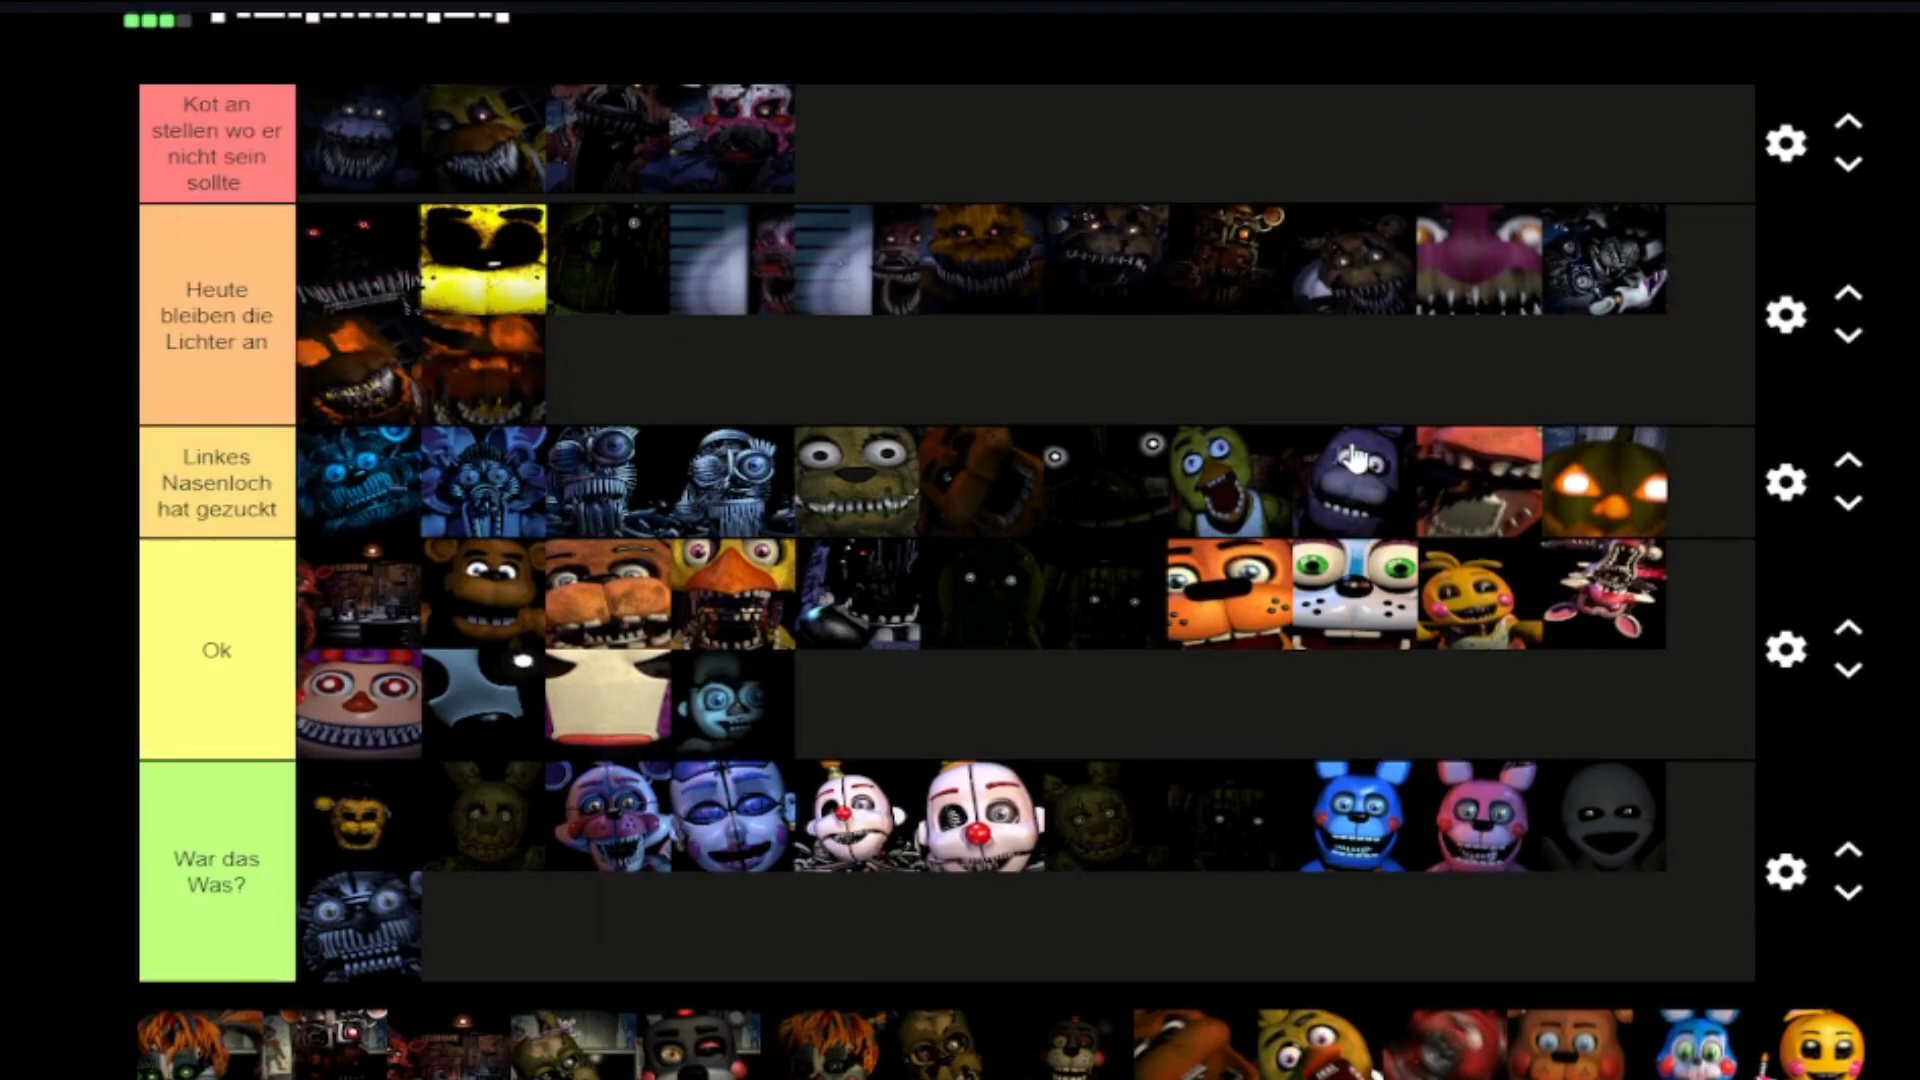 Kot an
stellen wo er
nicht sein
sollte
Heute
bleiben die
Lichter an
Linkes
Nasenloch
hat gezuckt
Ok
War das
Was?